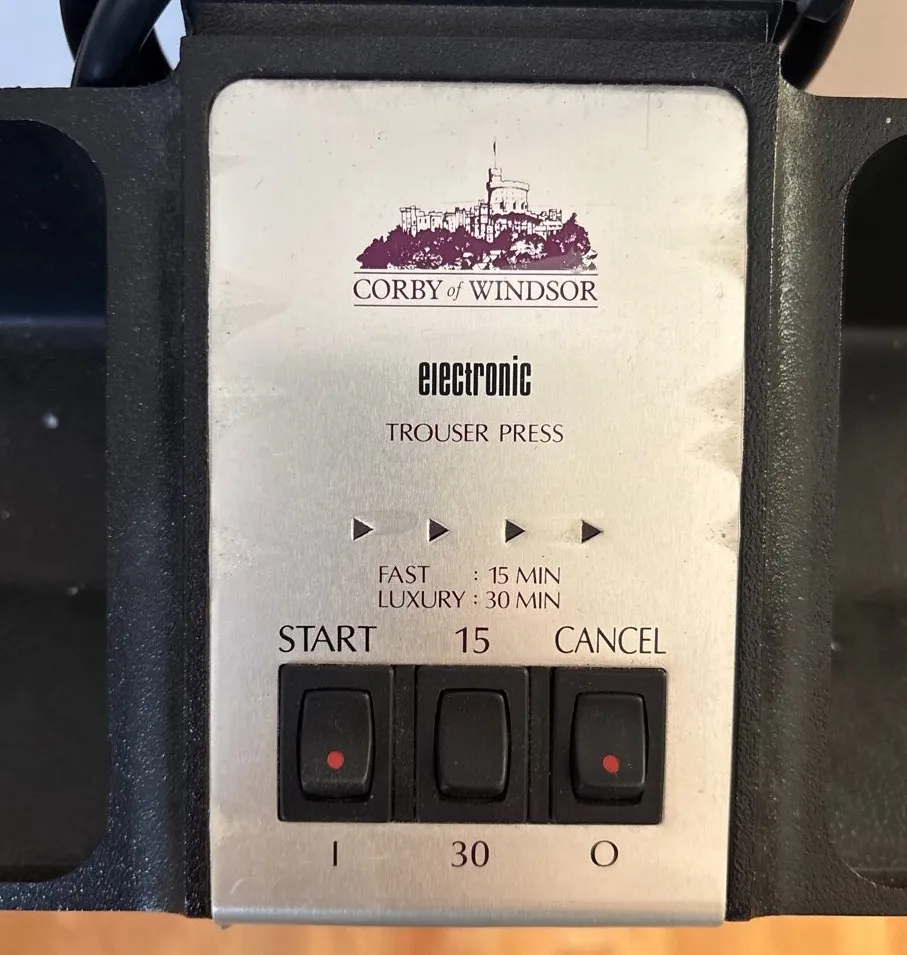 CORBY of WINDSOR
electronic
TROUSER PRESS
FAST : 15 MIN
LUXURY : 30 MIN
START 15 CANCEL
I 30 O